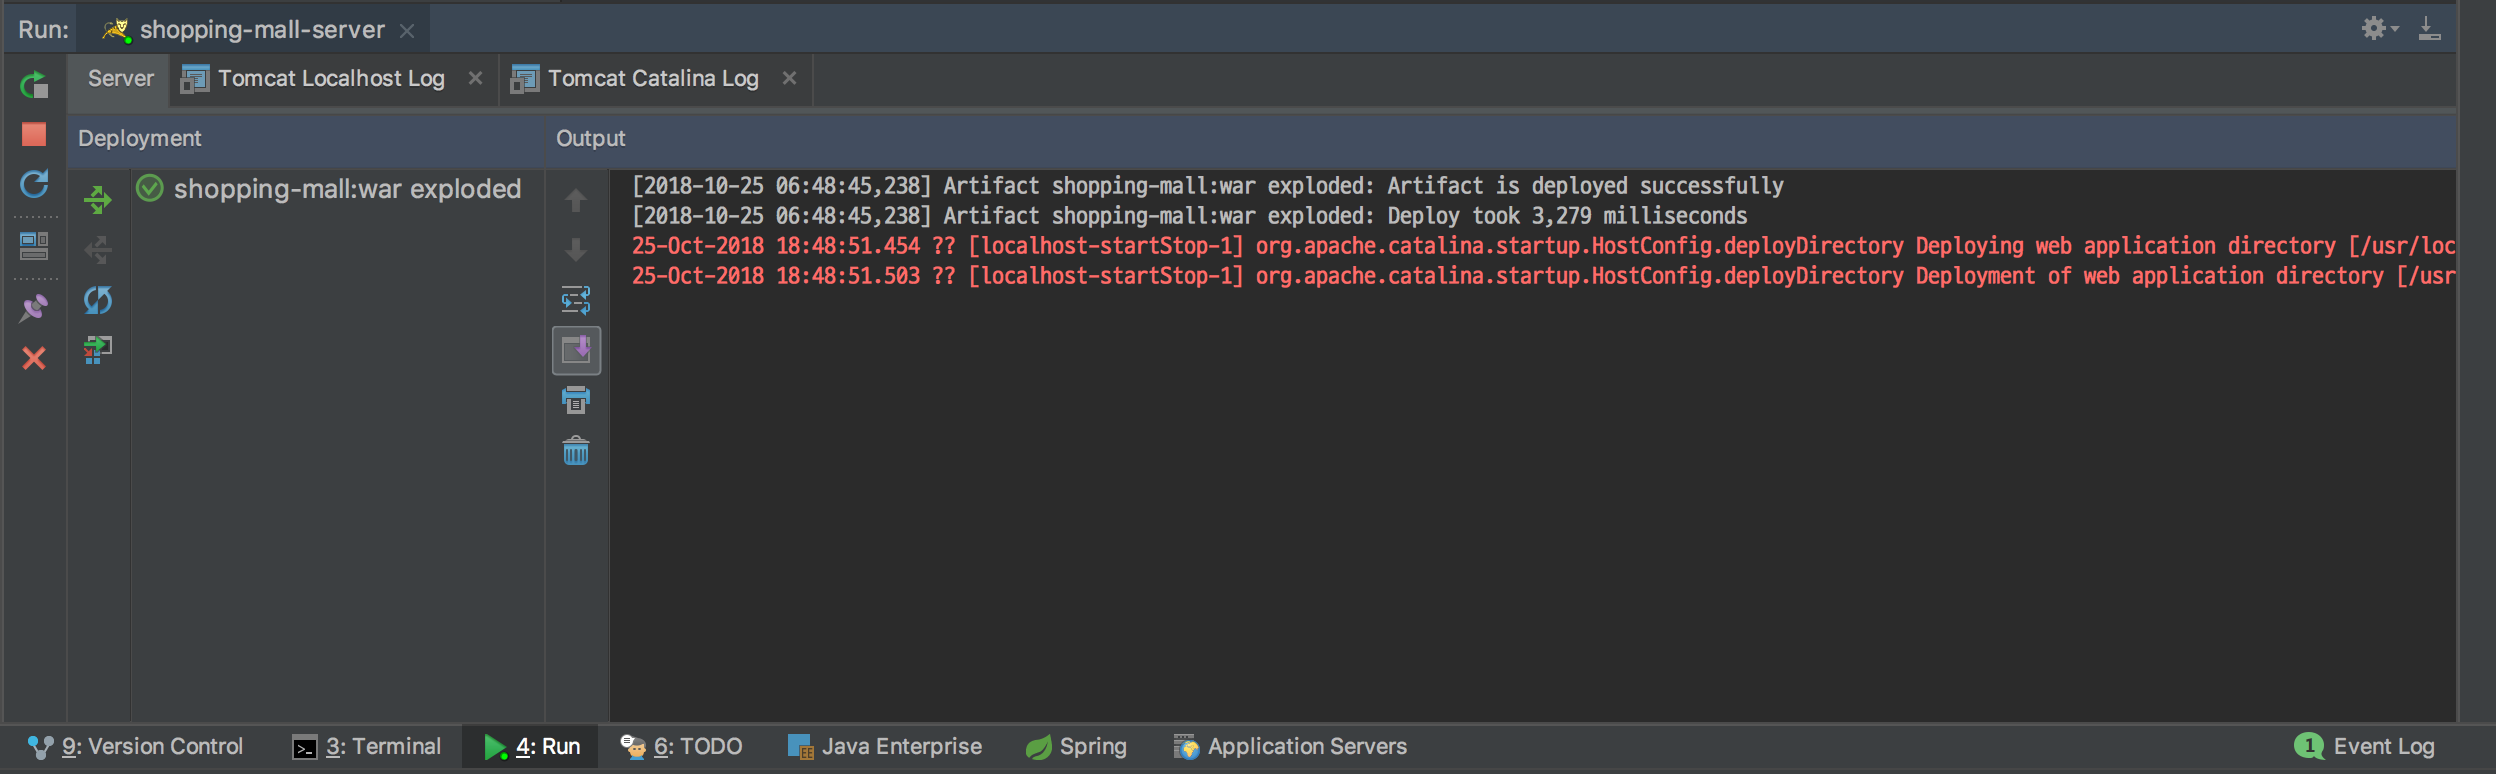 Run: shopping-mall-server
Server Tomcat Localhost Log Tomcat Catalina Log
Deployment Output
shopping-mall:war exploded
[2018-10-25 06:48:45,238] Artifact shopping-mall:war exploded: Artifact is deployed successfully
[2018-10-25 06:48:45,238] Artifact shopping-mall:war exploded: Deploy took 3,279 milliseconds
25-Oct-2018 18:48:51.454 ?? [localhost-startStop-1] org.apache.catalina.startup.HostConfig.deployDirectory Deploying web application directory [/usr/loc
25-Oct-2018 18:48:51.503 ?? [localhost-startStop-1] org.apache.catalina.startup.HostConfig.deployDirectory Deployment of web application directory [/usr
9: Version Control 3: Terminal 4: Run 6: TODO Java Enterprise Spring Application Servers 1 Event Log